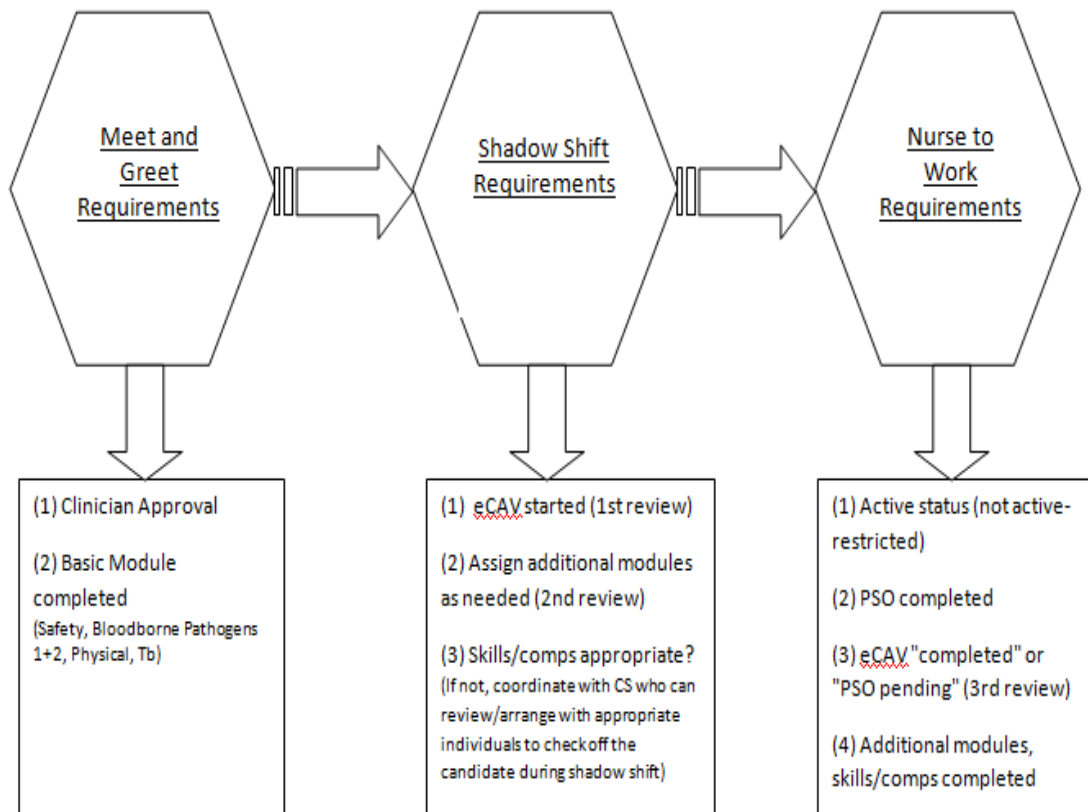 Meet and
Greet
Requirements
Shadow Shift
Requirements
Nurse to
Work
Requirements
(1) Clinician Approval
(2) Basic Module
completed
(Safety, Bloodborne Pathogens
1+2, Physical, Tb)
(1) eCAV started (1st review)
(2) Assign additional modules
as needed (2nd review)
(3) Skills/comps appropriate?
(If not, coordinate with CS who can
review/arrange with appropriate
individuals to checkoff the
candidate during shadow shift)
(1) Active status (not active-
restricted)
(2) PSO completed
(3) eCAV "completed" or
"PSO pending" (3rd review)
(4) Additional modules,
skills/comps completed